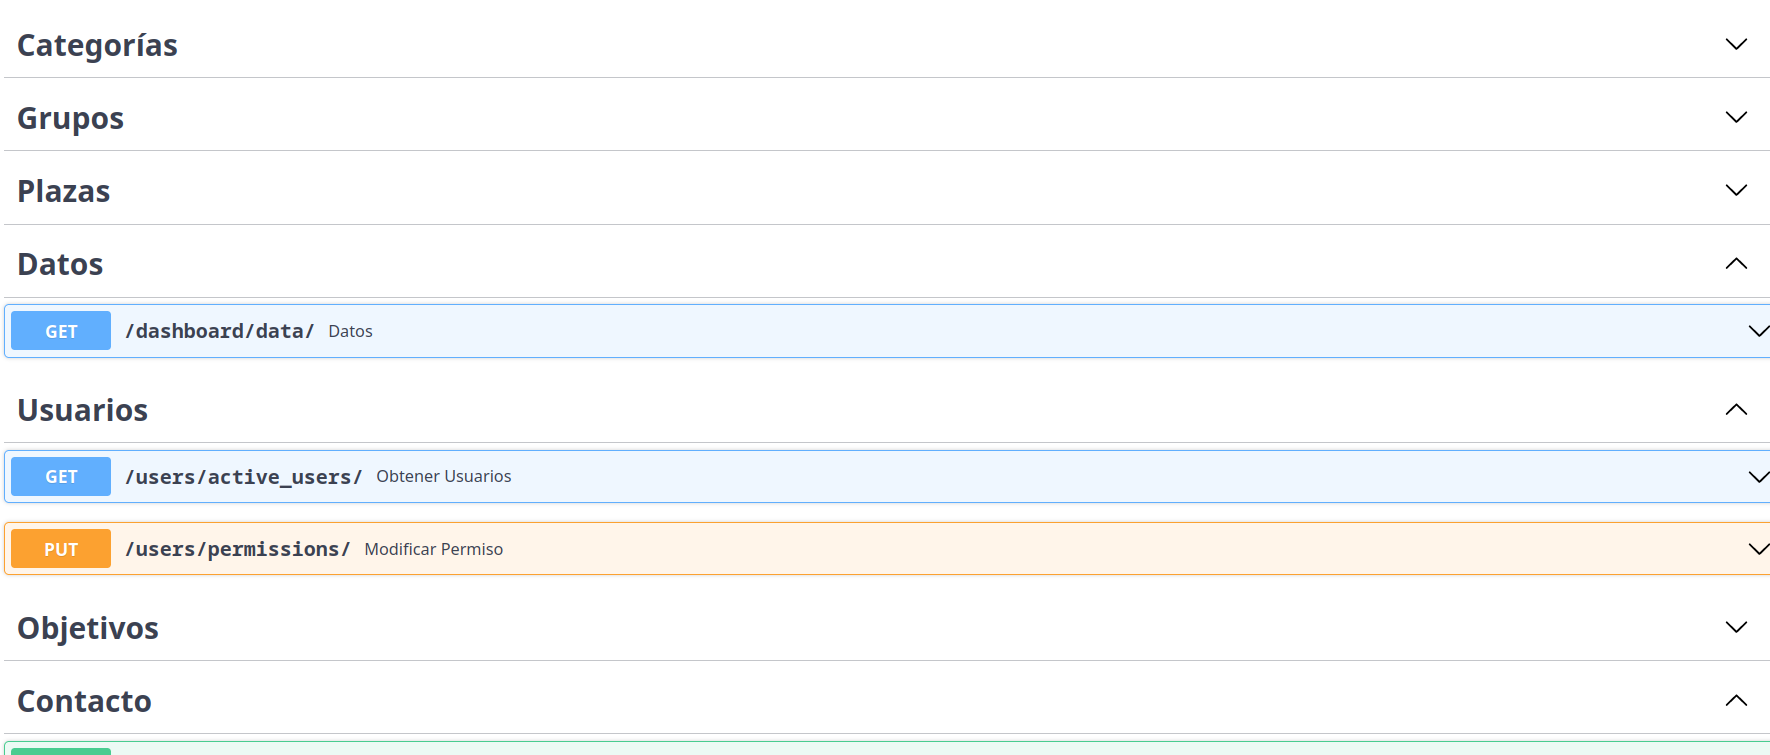 Categorías
Grupos
Plazas
Datos
GET /dashboard/data/ Datos
Usuarios
GET /users/active_users/ Obtener Usuarios
PUT /users/permissions/ Modificar Permiso
Objetivos
Contacto